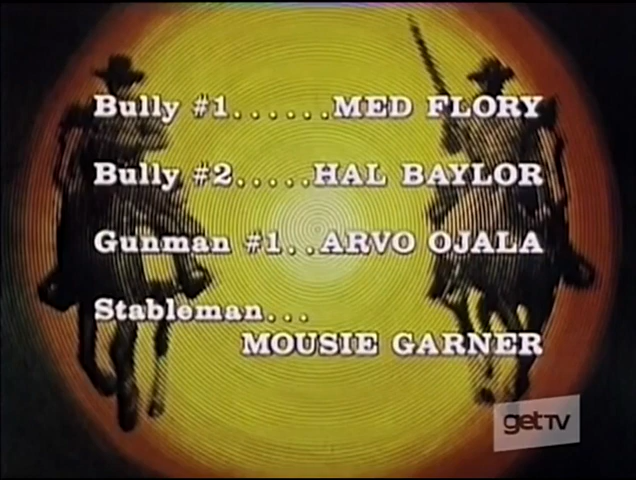 Bully #1......MED FLORY
Bully #2.....HAL BAYLOR
Gunman #1..ARVO OJALA
Stableman...
MOUSIE GARNER
getTV